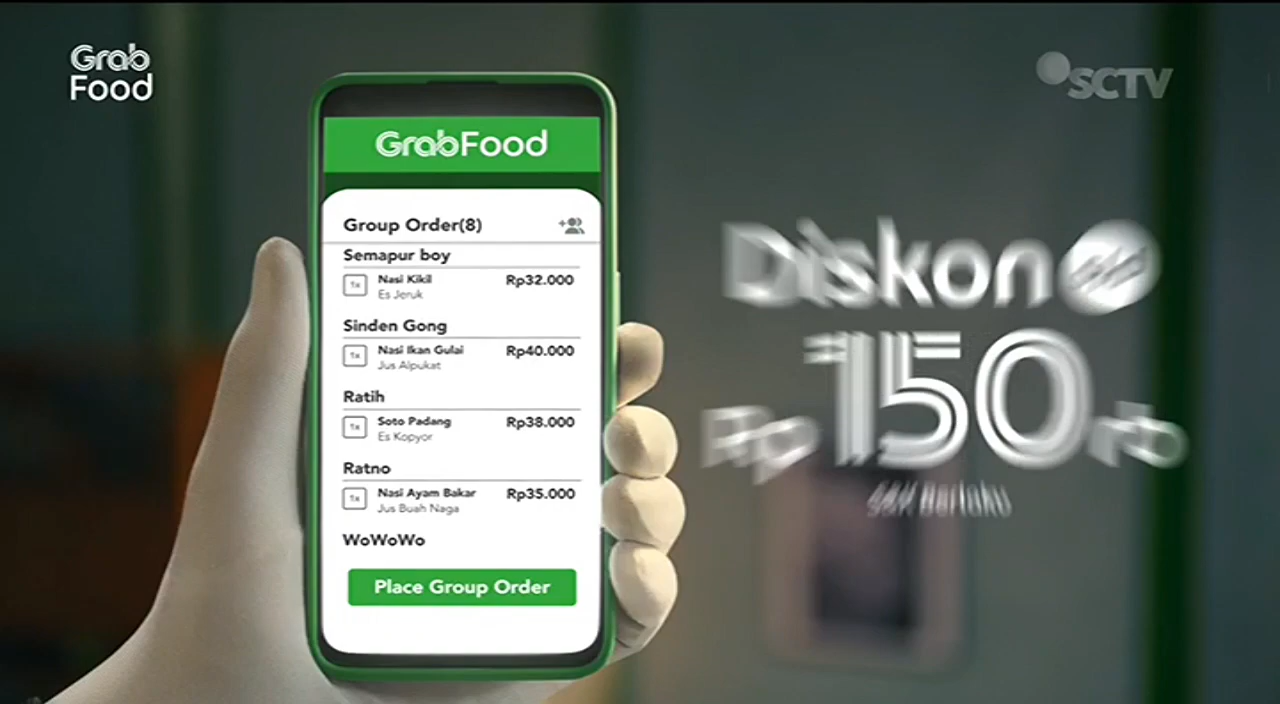 Grab
Food
SCTV
GrabFood
Group Order(8)
Semapur boy
1x Nasi Kikil Rp32.000
Es Jeruk
Sinden Gong
1x Nasi Ikan Gulai Rp40.000
Jus Alpukat
Ratih
1x Soto Padang Rp38.000
Es Kopyor
Ratno
1x Nasi Ayam Bakar Rp35.000
Jus Buah Naga
WoWoWo
Place Group Order
Diskon
Rp 150 rb
S&K Berlaku